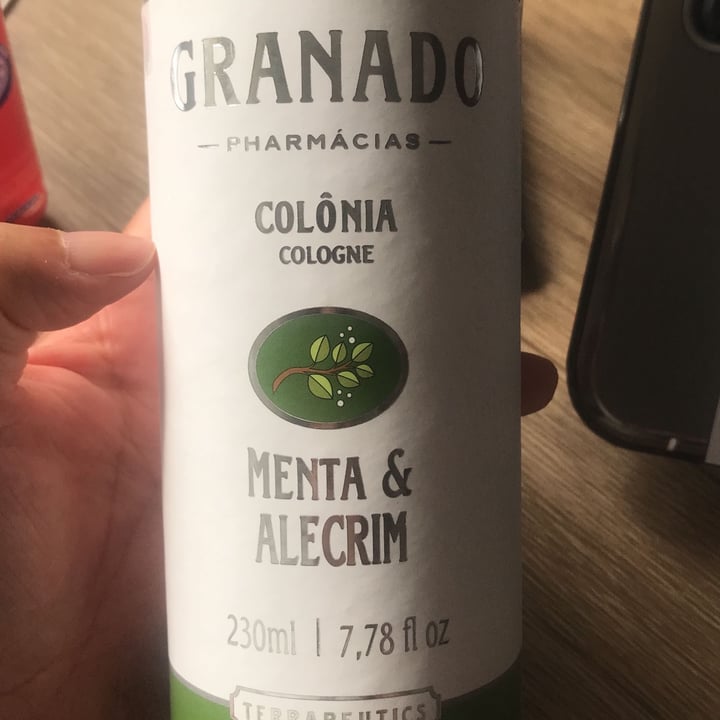 GRANADO
PHARMÁCIAS
COLÔNIA
COLOGNE
MENTA &
ALECRIM
230ml | 7,78 fl oz
TERRAPEUTICS